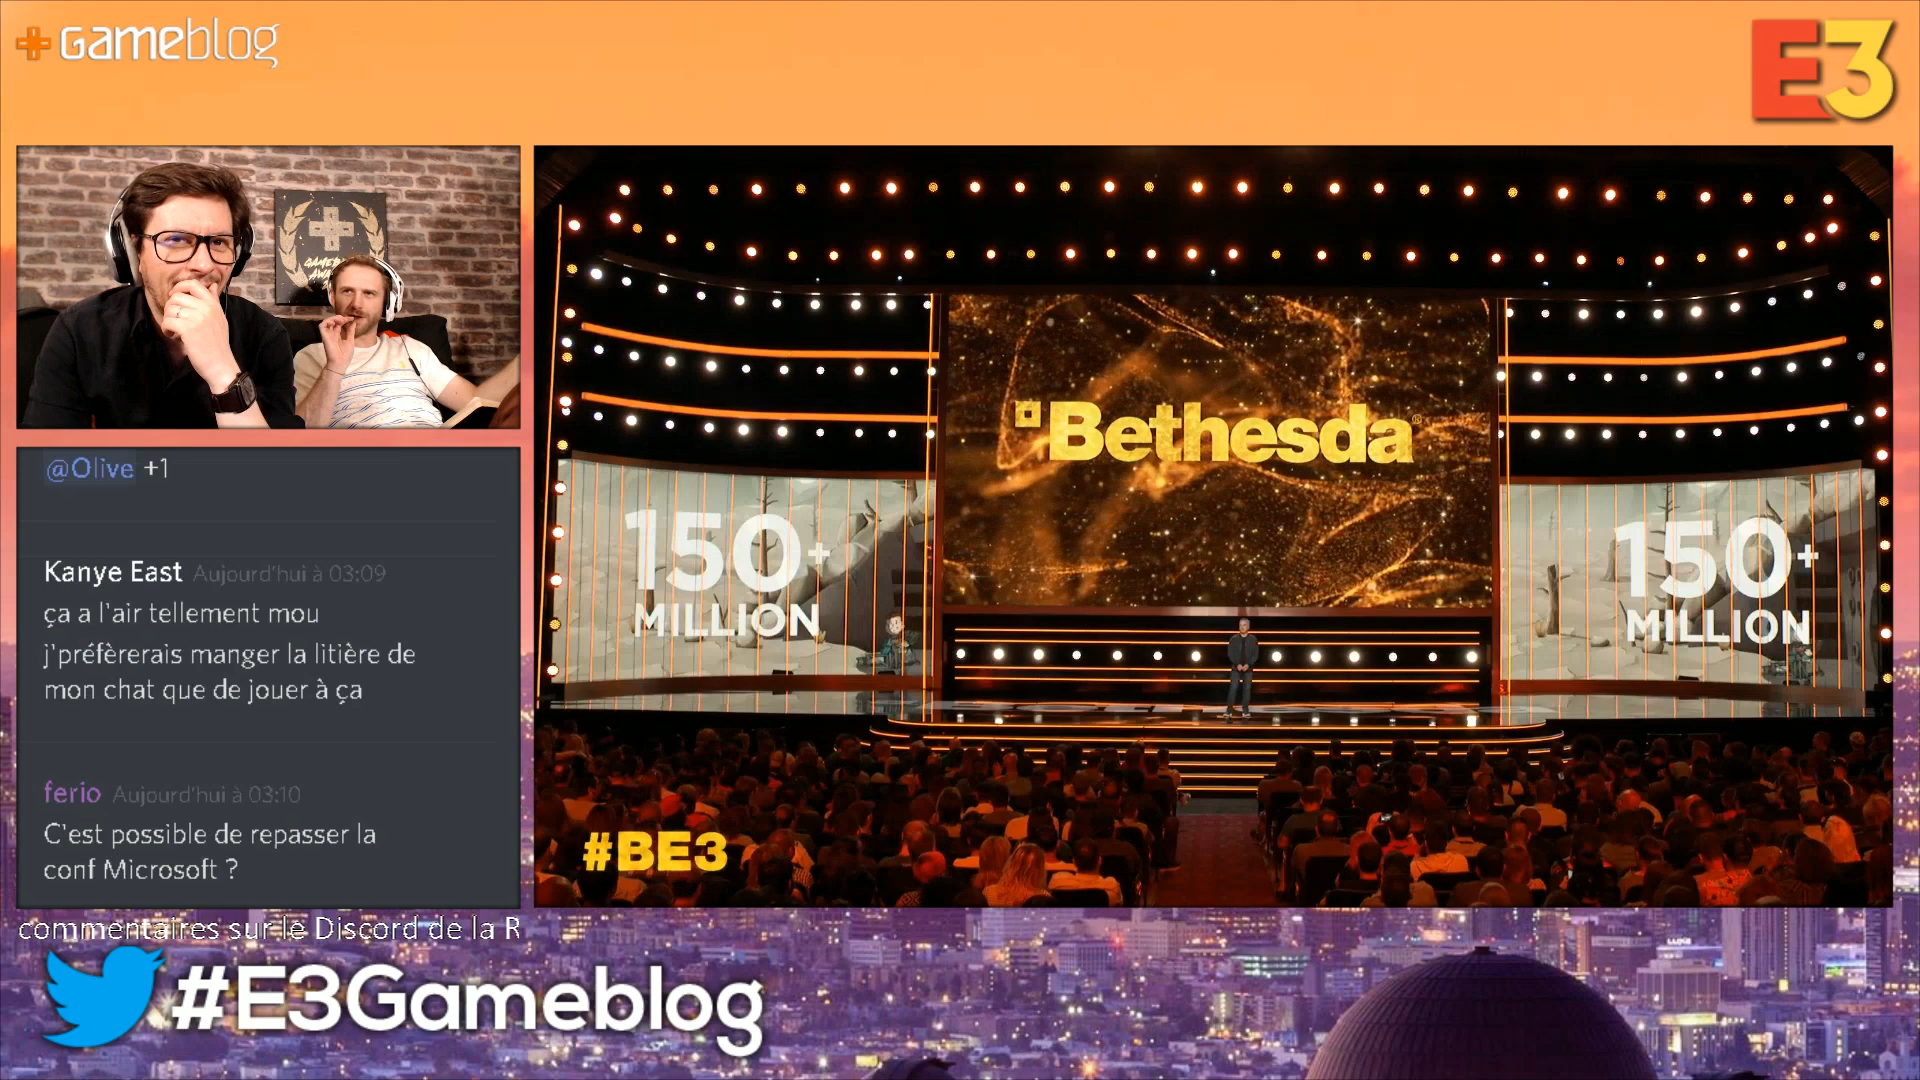 Gameblog
E3
GAMEB
AWA
@Olive +1
Kanye East Aujourd'hui à 03:09
ça a l'air tellement mou
j'préfèrerais manger la litière de
mon chat que de jouer à ça
ferio Aujourd'hui à 03:10
C'est possible de repasser la
conf Microsoft ?
commentaires sur le Discord de la R
#E3Gameblog
Bethesda
150+
MILLION
150+
MILLION
#BE3